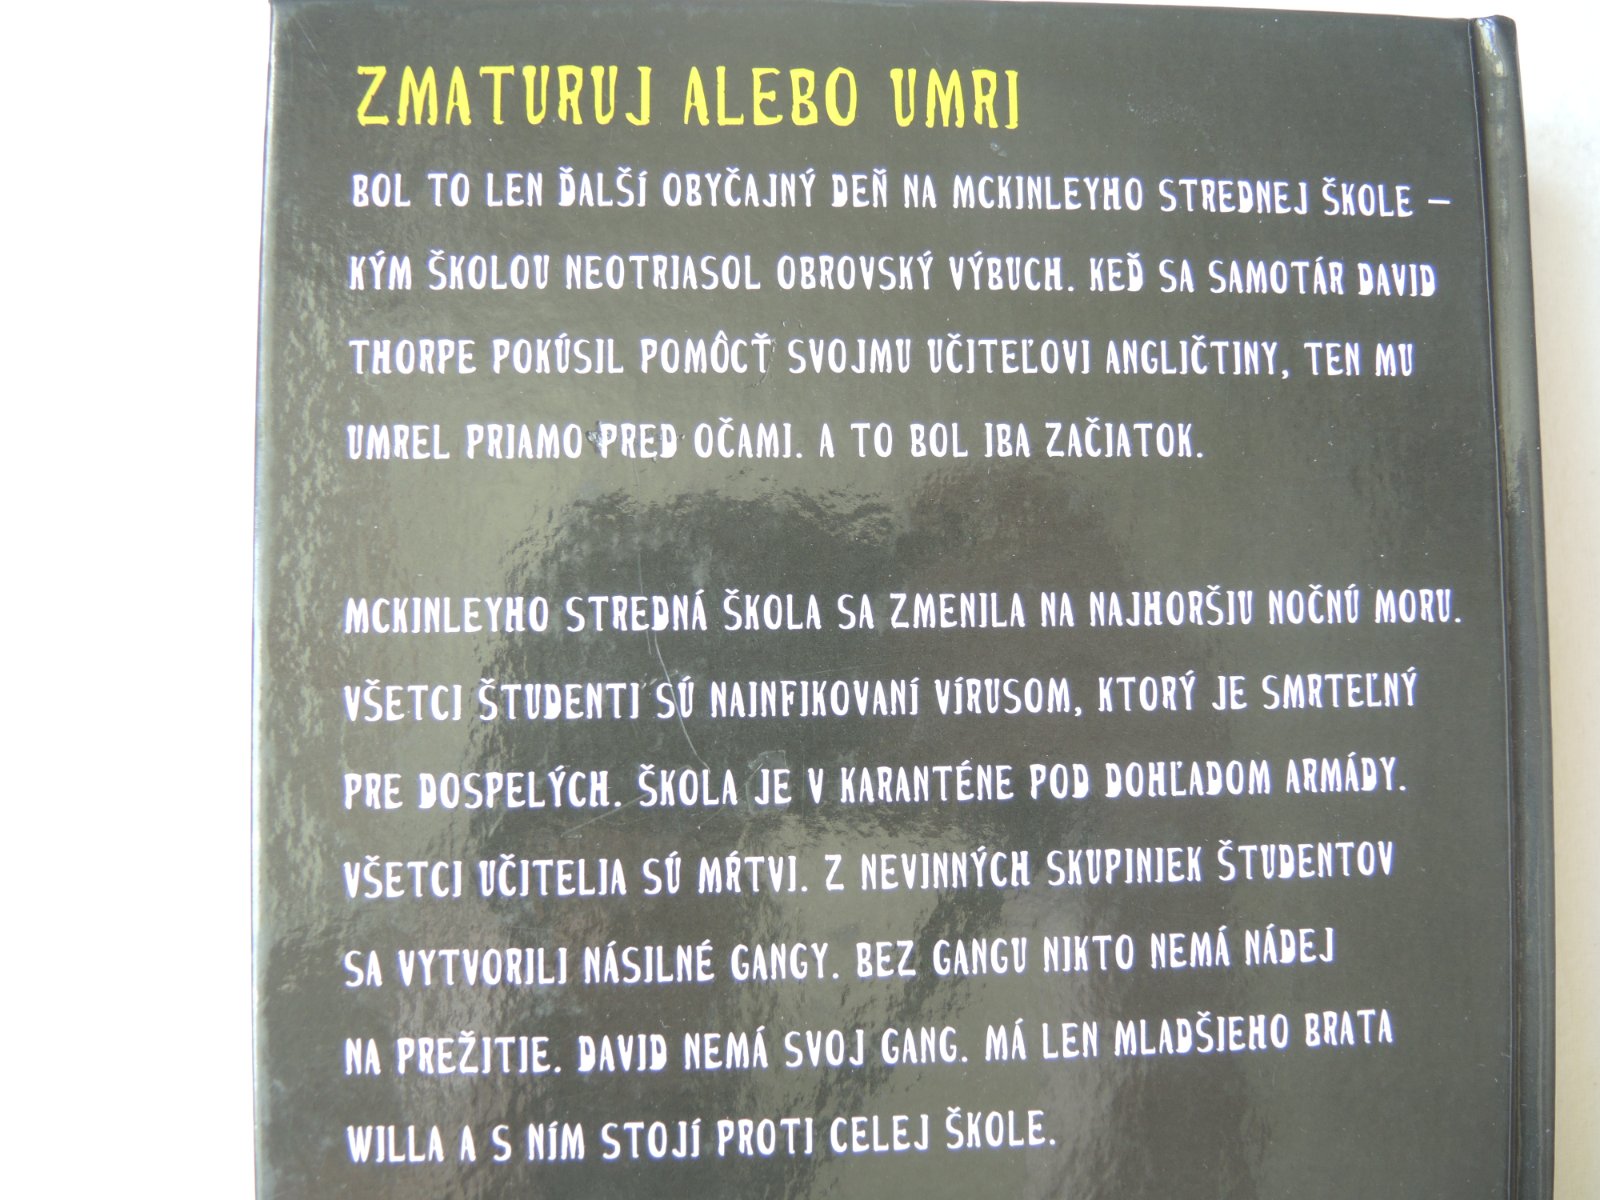 ZMATURUJ ALEBO UMRI
BOL TO LEN ĎALŠÍ OBYČAJNÝ DEŇ NA MCKINLEYHO STREDNEJ ŠKOLE –
KÝM ŠKOLOU NEOTRIASOL OBROVSKÝ VÝBUCH. KEĎ SA SAMOTÁR DAVID
THORPE POKÚSIL POMÔCŤ SVOJMU UČITEĽOVI ANGLIČTINY, TEN MU
UMREL PRIAMO PRED OČAMI. A TO BOL IBA ZAČIATOK.
MCKINLEYHO STREDNÁ ŠKOLA SA ZMENILA NA NAJHORŠIU NOČNÚ MORU.
VŠETCI ŠTUDENTI SÚ NAINFIKOVANÍ VÍRUSOM, KTORÝ JE SMRTEĽNÝ
PRE DOSPELÝCH. ŠKOLA JE V KARANTÉNE POD DOHĽADOM ARMÁDY.
VŠETCI UČITELIA SÚ MŔTVI. Z NEVINNÝCH SKUPINIEK ŠTUDENTOV
SA VYTVORILI NÁSILNÉ GANGY. BEZ GANGU NIKTO NEMÁ NÁDEJ
NA PREŽITIE. DAVID NEMÁ SVOJ GANG. MÁ LEN MLADŠIEHO BRATA
WILLA A S NÍM STOJÍ PROTI CELEJ ŠKOLE.